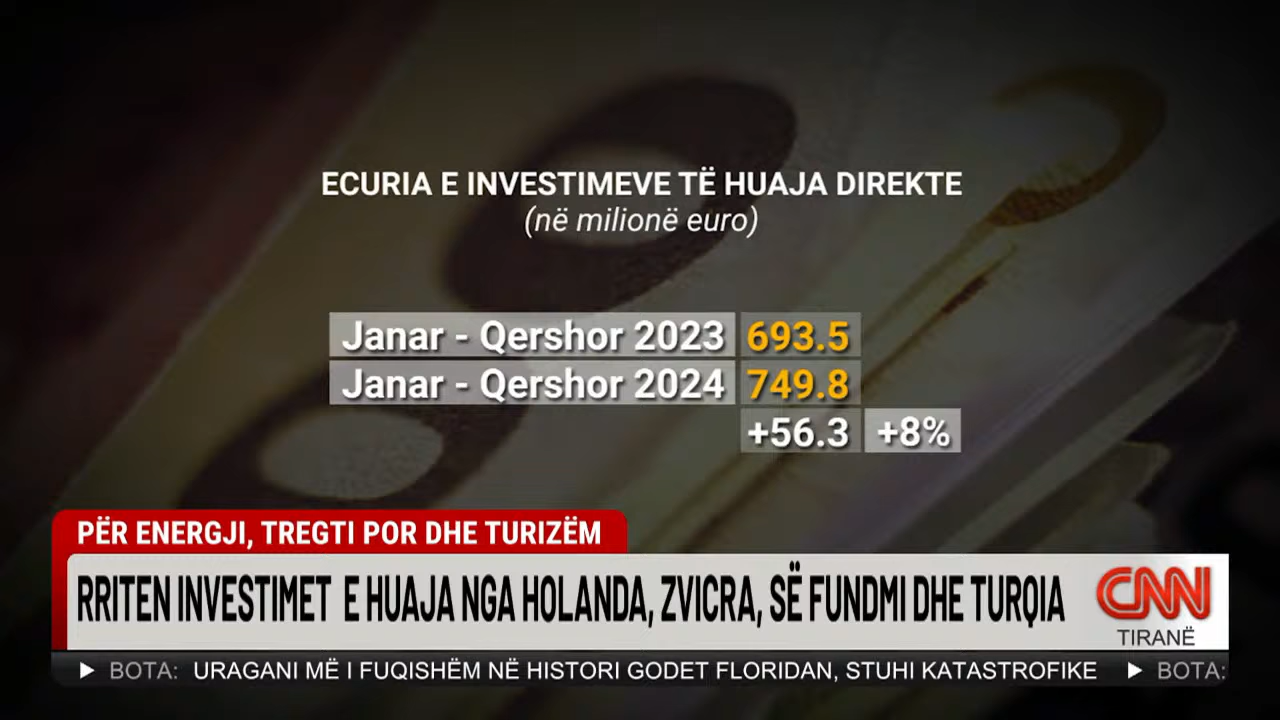 ECURIA E INVESTIMEVE TË HUAJA DIREKTE
(në milionë euro)
Janar - Qershor 2023 693.5
Janar - Qershor 2024 749.8
+56.3 +8%
PËR ENERGJI, TREGTI POR DHE TURIZËM
RRITEN INVESTIMET E HUAJA NGA HOLANDA, ZVICRA, SË FUNDMI DHE TURQIA
CNN
TIRANË
BOTA: URAGANI MË I FUQISHËM NË HISTORI GODET FLORIDAN, STUHI KATASTROFIKE BOTA: